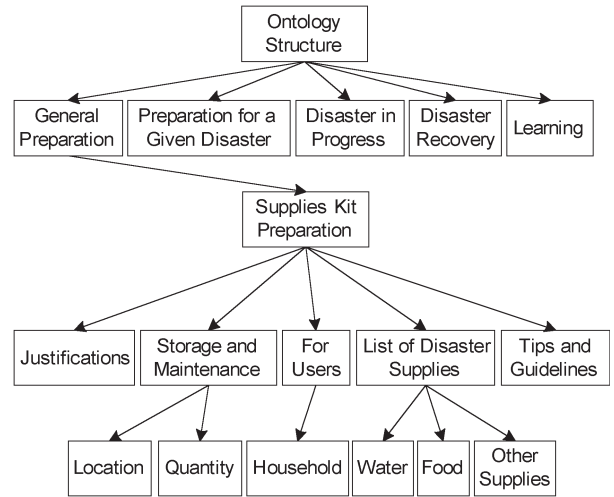 Ontology
Structure
General
Preparation
Preparation for a
Given Disaster
Disaster in
Progress
Disaster
Recovery
Learning
Supplies Kit
Preparation
Justifications
Storage and
Maintenance
For
Users
List of Disaster
Supplies
Tips and
Guidelines
Location
Quantity
Household
Water
Food
Other
Supplies